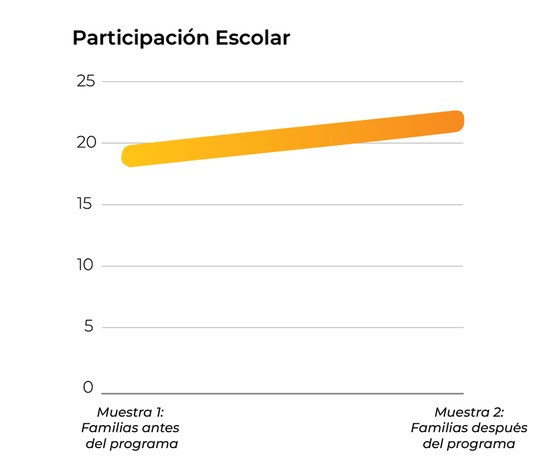 Participación Escolar
25
20
15
10
5
0
Muestra 1:
Familias antes
del programa
Muestra 2:
Familias después
del programa